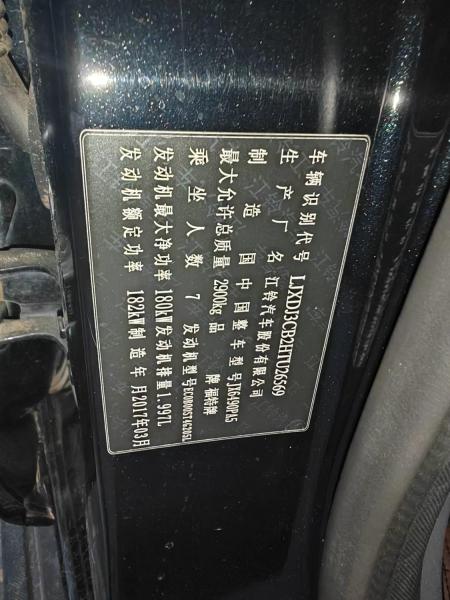 车辆识别代号 LJXDJ3CB2HTU26569
生产厂名 江铃汽车股份有限公司
制造国 中国 整车型号 JX6490PA5
最大允许总质量 2900kg 品牌 福特牌
乘坐人数 7 发动机型号
发动机最大净功率 180kW 发动机排量 1.997L
发动机额定功率 182kW 制造年月 2017年03月